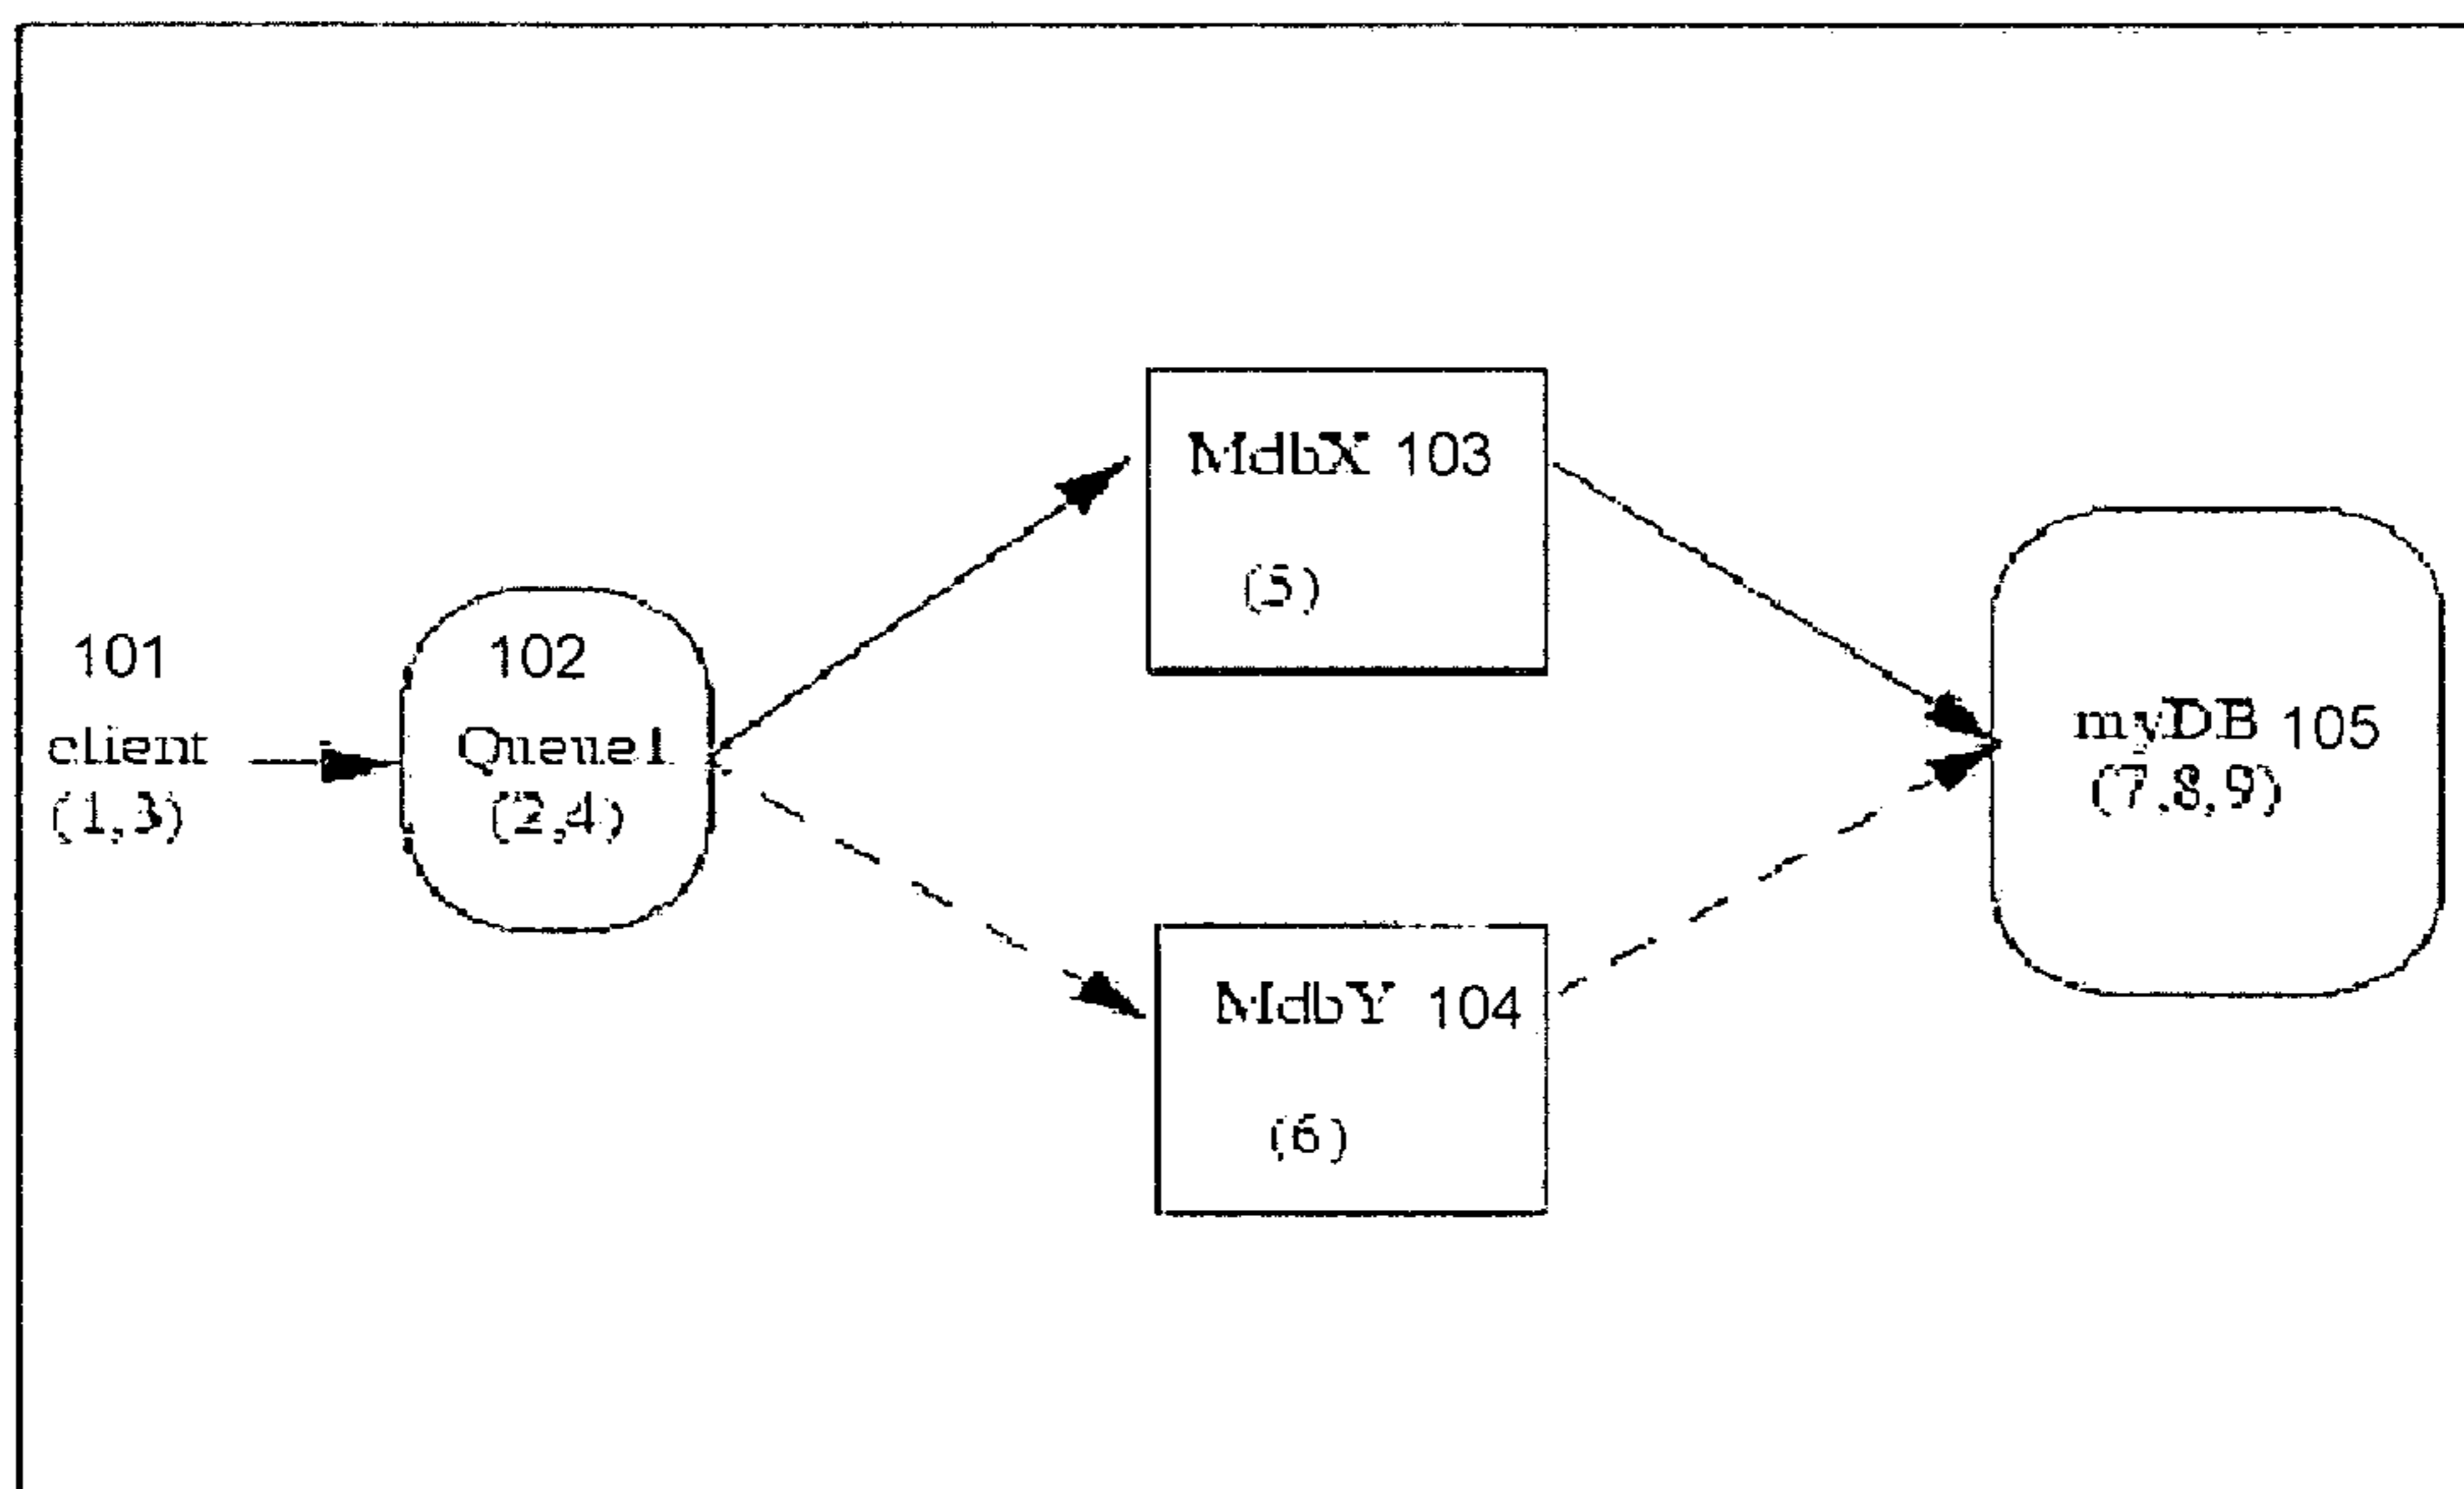 101
client
(1,3)
102
Queue1
(2,4)
MdbX 103
(5)
MdbY 104
(6)
myDB 105
(7,8,9)